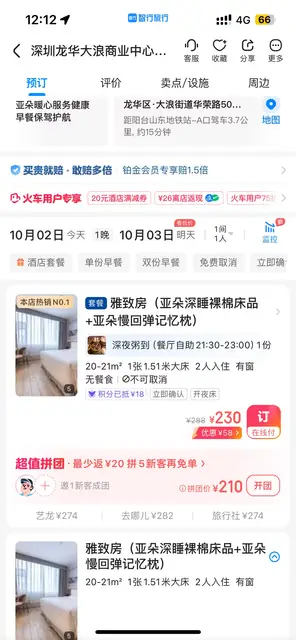 12:12
智行旅行
4G
66
深圳龙华大浪商业中心...
客服
收藏
分享
更多
预订
评价
卖点/设施
周边
亚朵暖心服务健康
早餐保驾护航
龙华区·大浪街道华荣路50...
距阳台山东地铁站-A口驾车3.7公
里, 约15分钟
地图
买贵就赔·敢赔多倍
铂金会员专享赔1.5倍
火车用户专享
20元酒店满减券
¥26离店返现
火车用户75折
10月02日 今天
1晚
10月03日 明天
1间
1人
监控
酒店套餐
单份早餐
双份早餐
免费取消
立即确
本店热销NO.1
套餐 雅致房（亚朵深睡裸棉床品
+亚朵慢回弹记忆枕）
深夜粥到 (餐厅自助21:30-23:00) 1份
20-21m² 1张1.51米大床 2人入住 有窗
无餐食 不可取消
积分已抵¥18
立即确认
开夜床
5
¥288
¥230
优惠¥58
订
在线付
超值拼团·最少返¥20 拼5新客再免单
邀1新客成团
拼团价 ¥210
开团
艺龙 ¥274
去哪儿 ¥282
旅行社 ¥274
雅致房（亚朵深睡裸棉床品+亚朵
慢回弹记忆枕）
20-21m² 1张1.51米大床 2人入住 有窗
5